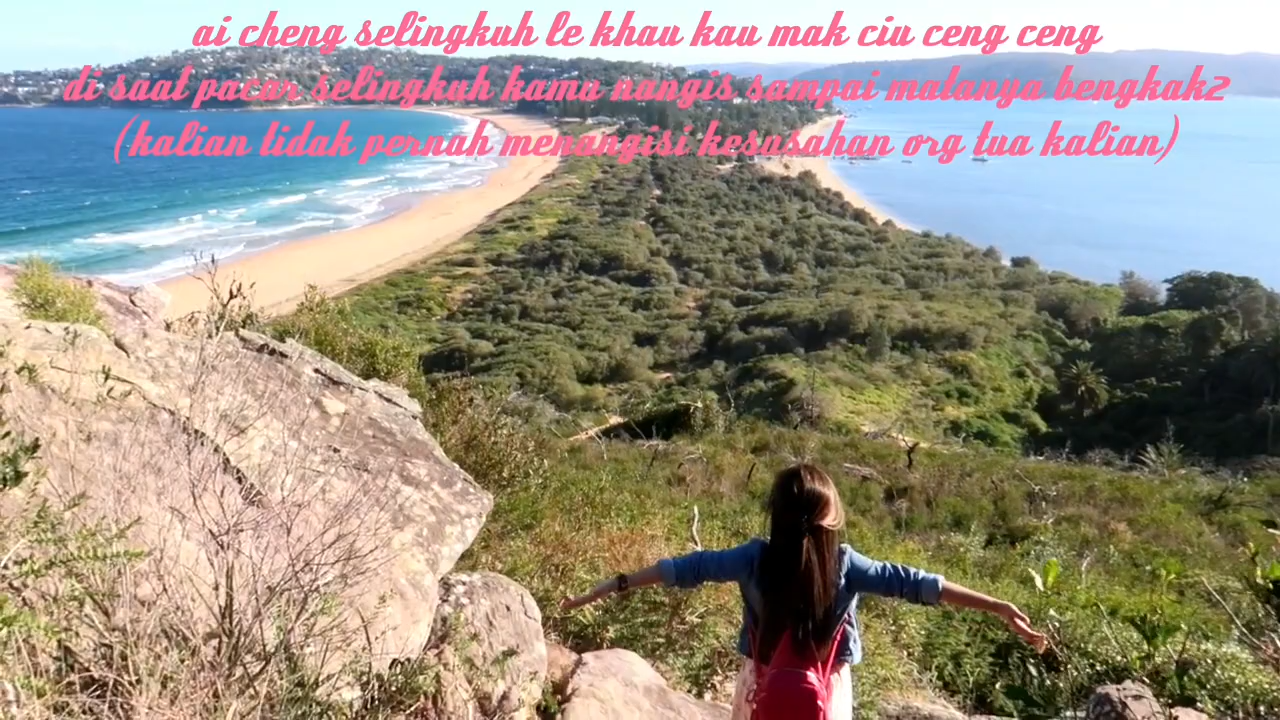 ai cheng selingkuh le khau kau mak ciu ceng ceng
di saat pacar selingkuh kamu nangis sampai matanya bengkak2
(kalian tidak pernah menangisi kesusahan org tua kalian)